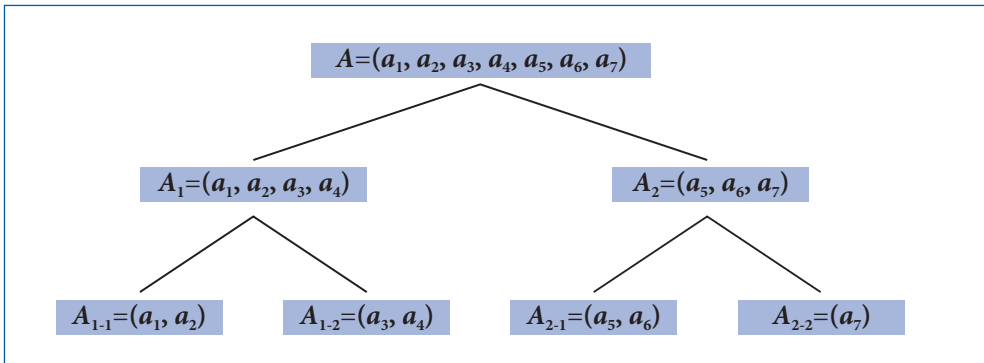 A=(a₁, a₂, a₃, a₄, a₅, a₆, a₇)
A₁=(a₁, a₂, a₃, a₄) A₂=(a₅, a₆, a₇)
A₁₋₁=(a₁, a₂) A₁₋₂=(a₃, a₄) A₂₋₁=(a₅, a₆) A₂₋₂=(a₇)